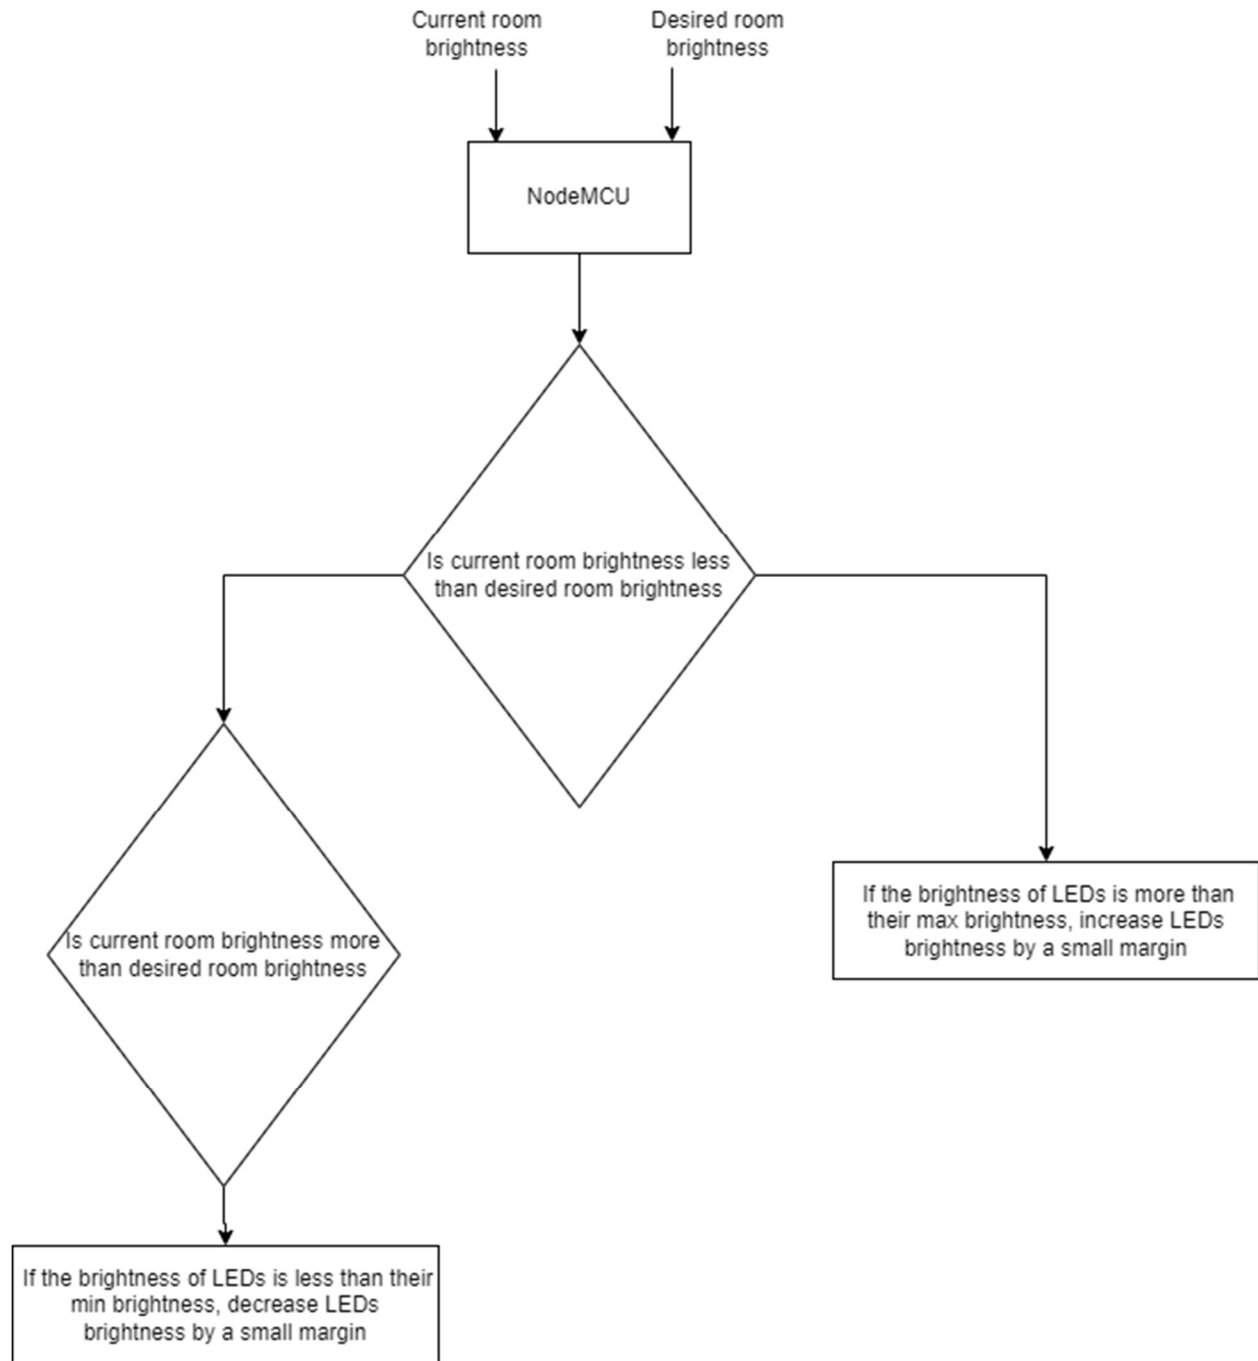 Current room
brightness
Desired room
brightness
NodeMCU
Is current room brightness less
than desired room brightness
Is current room brightness more
than desired room brightness
If the brightness of LEDs is more than
their max brightness, increase LEDs
brightness by a small margin
If the brightness of LEDs is less than their
min brightness, decrease LEDs
brightness by a small margin